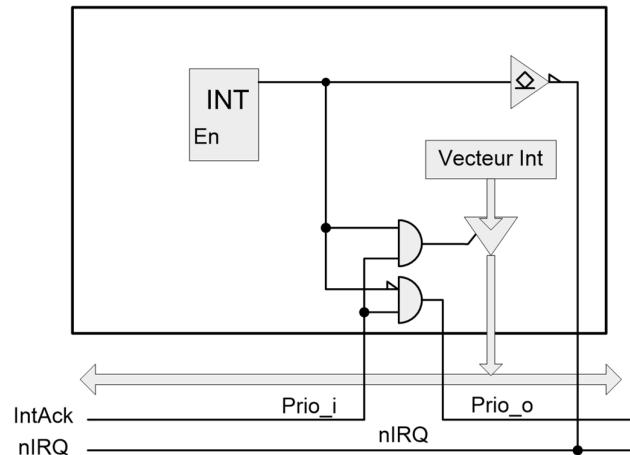 INT
En
Vecteur Int
Prio_i
Prio_o
IntAck
nIRQ
nIRQ